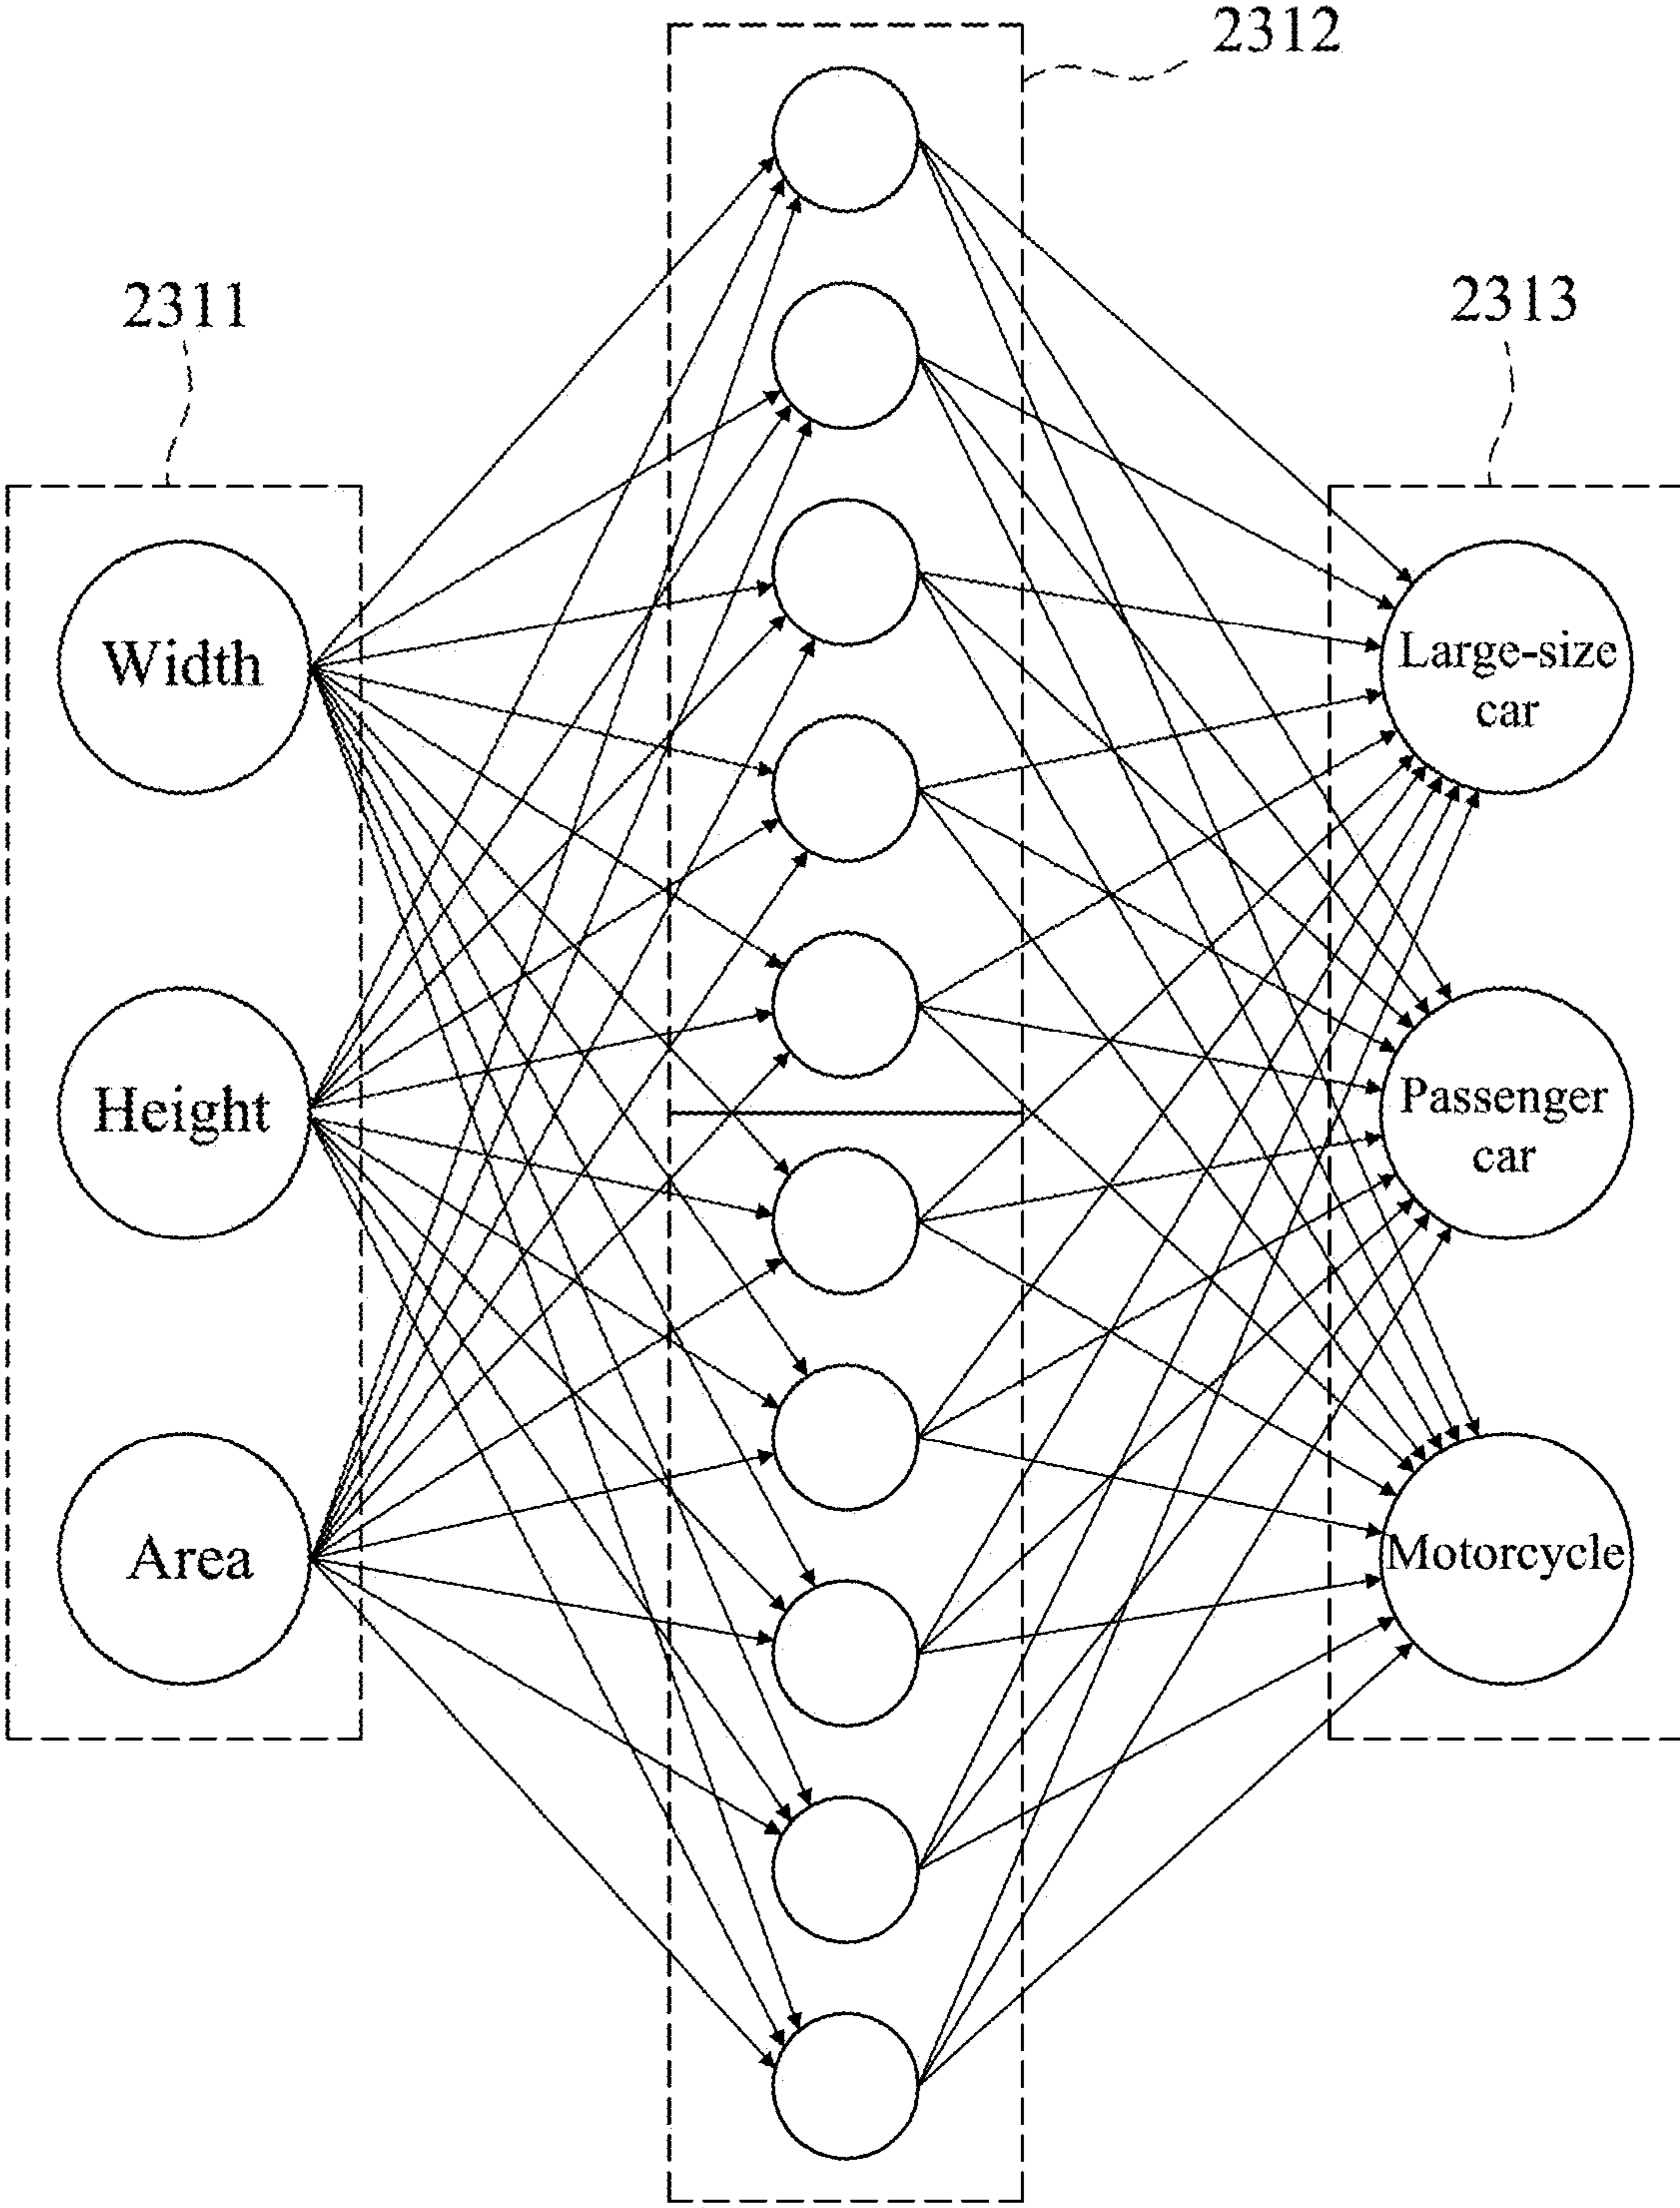 2312
2311
2313
Width
Height
Area
Large-size
car
Passenger
car
Motorcycle